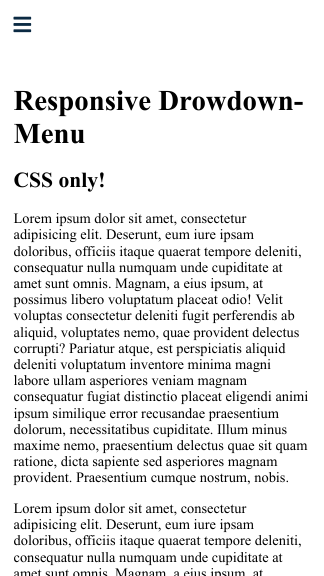 Responsive Drowdown-
Menu
CSS only!
Lorem ipsum dolor sit amet, consectetur
adipisicing elit. Deserunt, eum iure ipsam
doloribus, officiis itaque quaerat tempore deleniti,
consequatur nulla numquam unde cupiditate at
amet sunt omnis. Magnam, a eius ipsum, at
possimus libero voluptatum placeat odio! Velit
voluptas consectetur deleniti fugit perferendis ab
aliquid, voluptates nemo, quae provident delectus
corrupti? Pariatur atque, est perspiciatis aliquid
deleniti voluptatum inventore minima magni
labore ullam asperiores veniam magnam
consequatur fugiat distinctio placeat eligendi animi
ipsum similique error recusandae praesentium
dolorum, necessitatibus cupiditate. Illum minus
maxime nemo, praesentium delectus quae sit quam
ratione, dicta sapiente sed asperiores magnam
provident. Praesentium cumque nostrum, nobis.
Lorem ipsum dolor sit amet, consectetur
adipisicing elit. Deserunt, eum iure ipsam
doloribus, officiis itaque quaerat tempore deleniti,
consequatur nulla numquam unde cupiditate at
amet sunt omnis. Magnam, a eius ipsum, at